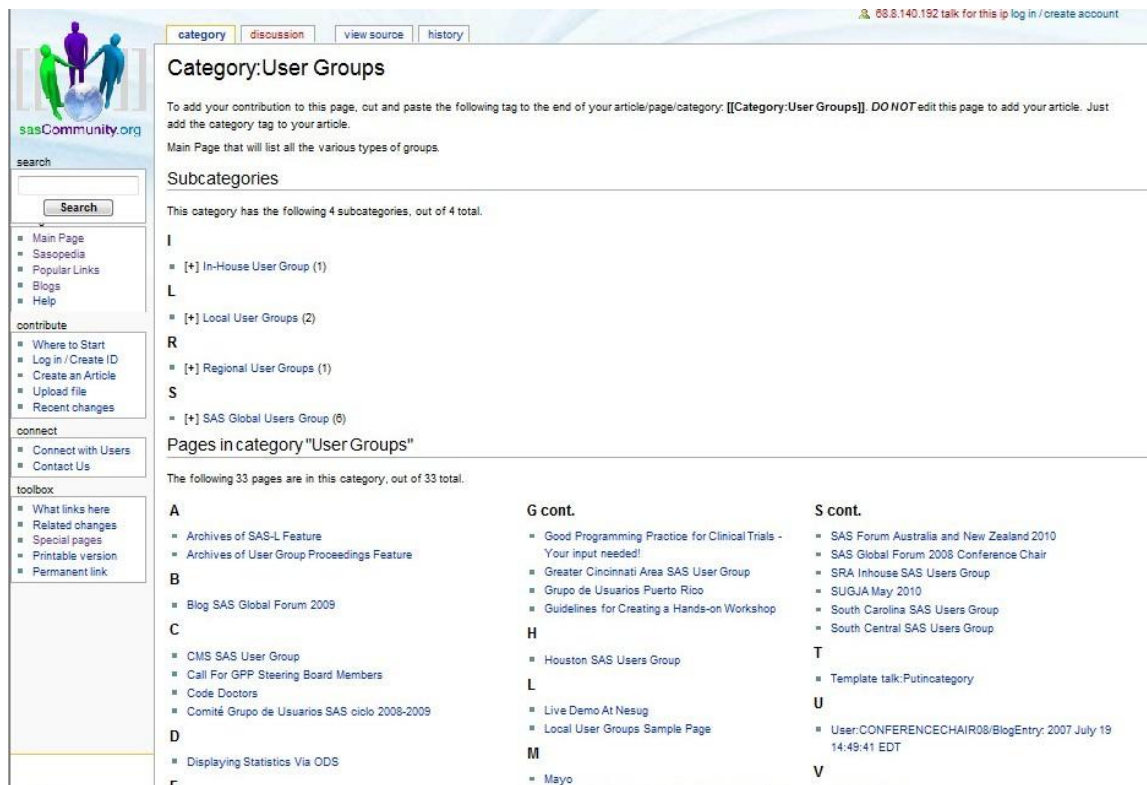 68.8.140.192 talk for this ip log in / create account
category discussion view source history
sasCommunity.org
search
Search
Main Page
Sasopedia
Popular Links
Blogs
Help
contribute
Where to Start
Log in / Create ID
Create an Article
Upload file
Recent changes
connect
Connect with Users
Contact Us
toolbox
What links here
Related changes
Special pages
Printable version
Permanent link
Category:User Groups
To add your contribution to this page, cut and paste the following tag to the end of your article/page/category: [[Category:User Groups]]. DO NOT edit this page to add your article. Just
add the category tag to your article.
Main Page that will list all the various types of groups.
Subcategories
This category has the following 4 subcategories, out of 4 total.
I
[+] In-House User Group (1)
L
[+] Local User Groups (2)
R
[+] Regional User Groups (1)
S
[+] SAS Global Users Group (6)
Pages in category "User Groups"
The following 33 pages are in this category, out of 33 total.
A
Archives of SAS-L Feature
Archives of User Group Proceedings Feature
B
Blog SAS Global Forum 2009
C
CMS SAS User Group
Call For GPP Steering Board Members
Code Doctors
Comité Grupo de Usuarios SAS ciclo 2008-2009
D
Displaying Statistics Via ODS
G cont.
Good Programming Practice for Clinical Trials -
Your input needed!
Greater Cincinnati Area SAS User Group
Grupo de Usuarios Puerto Rico
Guidelines for Creating a Hands-on Workshop
H
Houston SAS Users Group
L
Live Demo At Nesug
Local User Groups Sample Page
M
Mayo
S cont.
SAS Forum Australia and New Zealand 2010
SAS Global Forum 2008 Conference Chair
SRA Inhouse SAS Users Group
SUGJA May 2010
South Carolina SAS Users Group
South Central SAS Users Group
T
Template talk:Putincategory
U
User:CONFERENCECHAIR08/BlogEntry: 2007 July 19
14:49:41 EDT
V